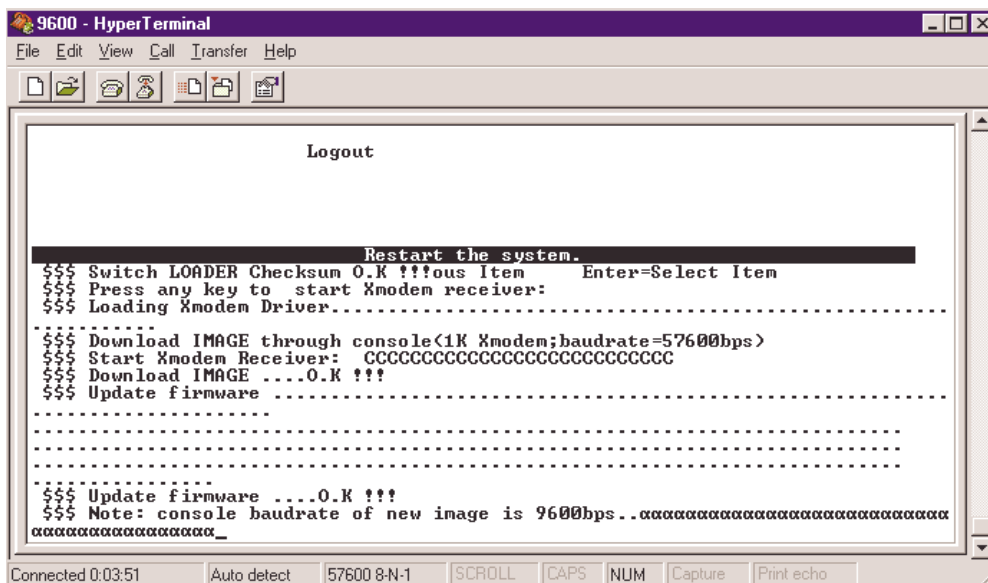 9600 - HyperTerminal
File Edit View Call Transfer Help
Logout
Restart the system.
$$$ Switch LOADER Checksum O.K !!!ous Item Enter=Select Item
$$$ Press any key to start Xmodem receiver:
$$$ Loading Xmodem Driver......................................................
...........
$$$ Download IMAGE through console(1K Xmodem;baudrate=57600bps)
$$$ Start Xmodem Receiver: CCCCCCCCCCCCCCCCCCCCCCCCCCC
$$$ Download IMAGE ....O.K !!!
$$$ Update firmware ...........................................................
.....................
............................................................................
............................................................................
............................................................................
................
$$$ Update firmware ....O.K !!!
$$$ Note: console baudrate of new image is 9600bps..ααααααααααααααααααααααααααα
αααααααααααααααα_
Connected 0:03:51 Auto detect 57600 8-N-1 SCROLL CAPS NUM Capture Print echo